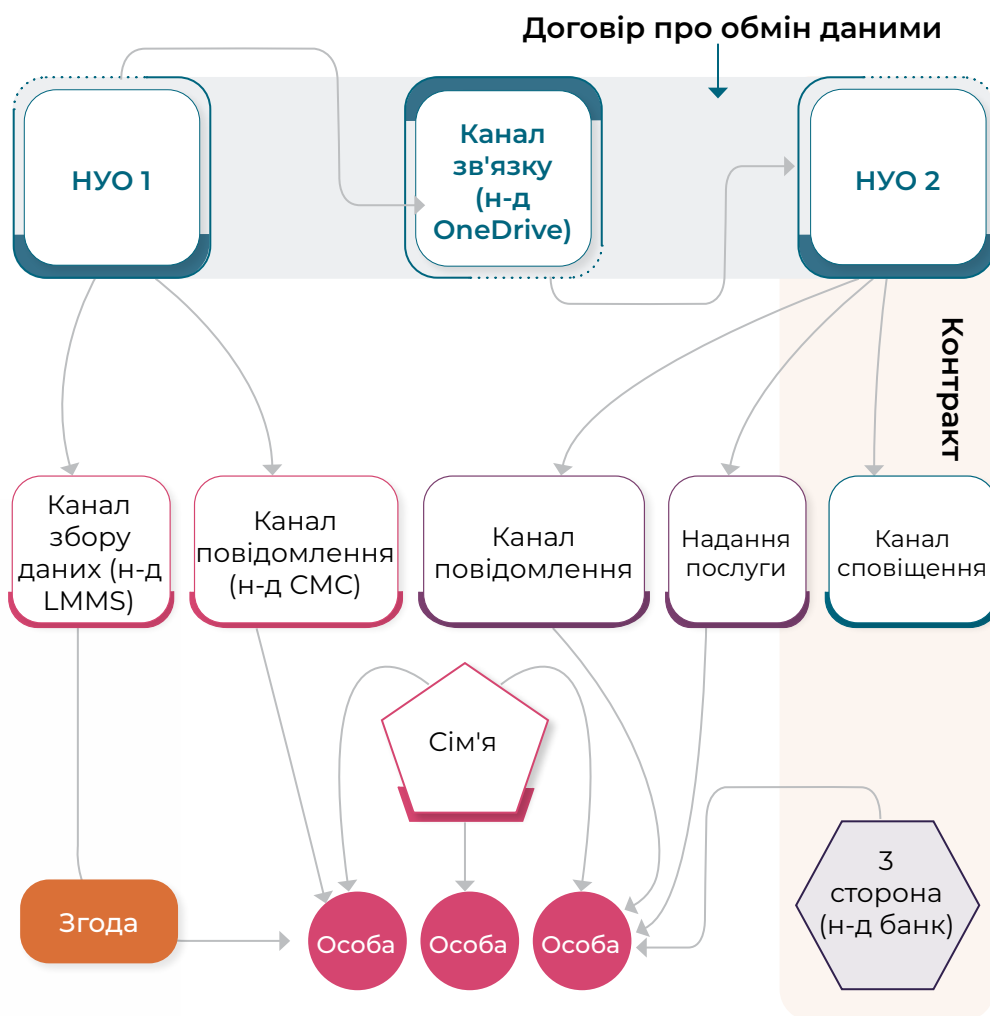 Договір про обмін даними
НУО 1
Канал
зв'язку
(н-д
OneDrive)
НУО 2
Контракт
Канал
збору
даних (н-д
LMMS)
Канал
повідомлення
(н-д СМС)
Канал
повідомлення
Надання
послуги
Канал
сповіщення
Сім'я
3
сторона
(н-д банк)
Згода
Особа
Особа
Особа